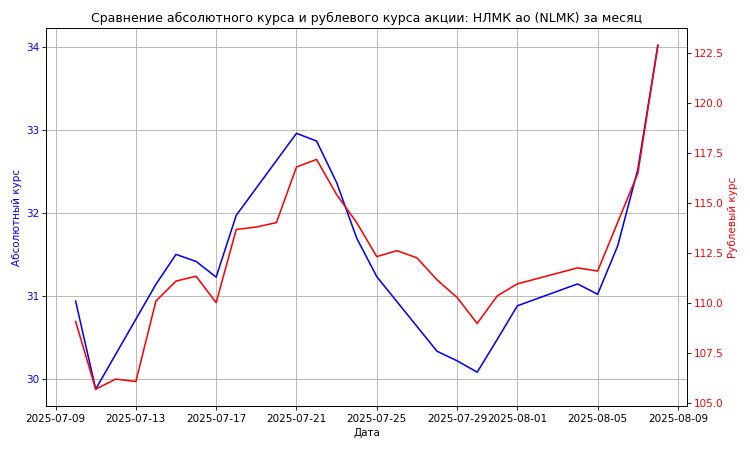 Сравнение абсолютного курса и рублевого курса акции: НЛМК ао (NLMK) за месяц
34
33
32
31
30
Абсолютный курс
122.5
120.0
117.5
115.0
112.5
110.0
107.5
105.0
Рублевый курс
2025-07-09 2025-07-13 2025-07-17 2025-07-21 2025-07-25 2025-07-29 2025-08-01 2025-08-05 2025-08-09
Дата